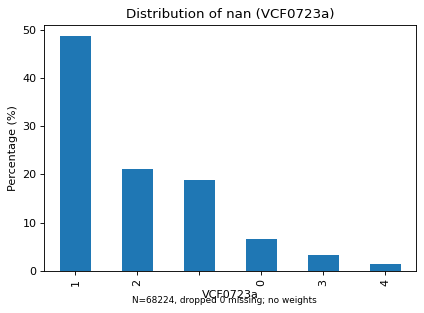 Distribution of nan (VCF0723a)
Percentage (%)
50
40
30
20
10
0
1
2
0
3
4
VCF0723a
N=68224, dropped 0 missing; no weights